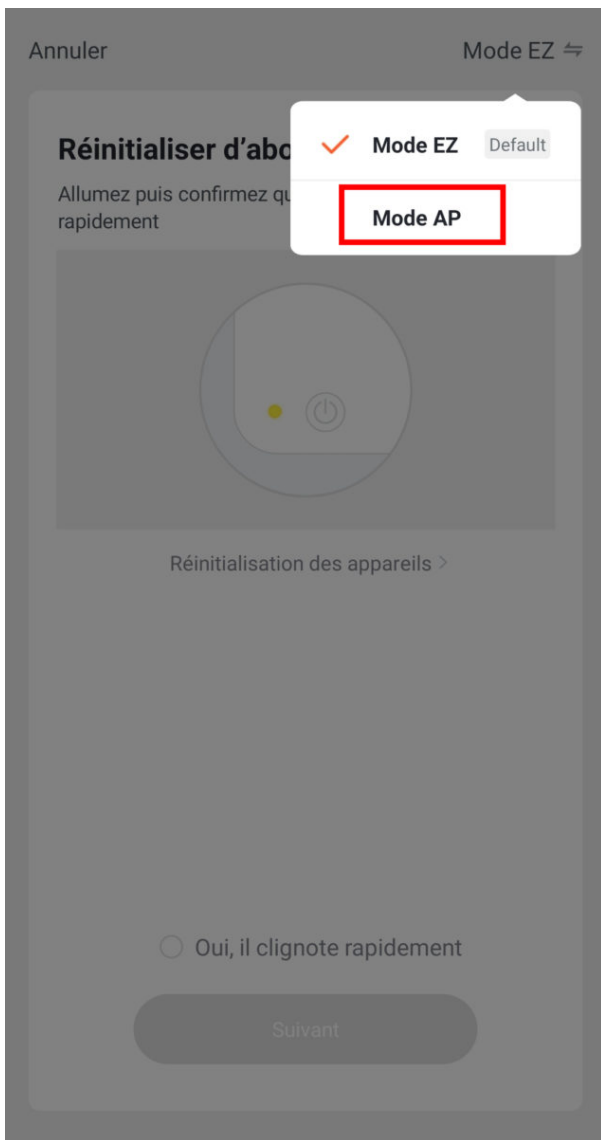 Annuler
Mode EZ
Mode EZ Default
Mode AP
Réinitialiser d’abo
Allumez puis confirmez qu
rapidement
Réinitialisation des appareils
Oui, il clignote rapidement
Suivant